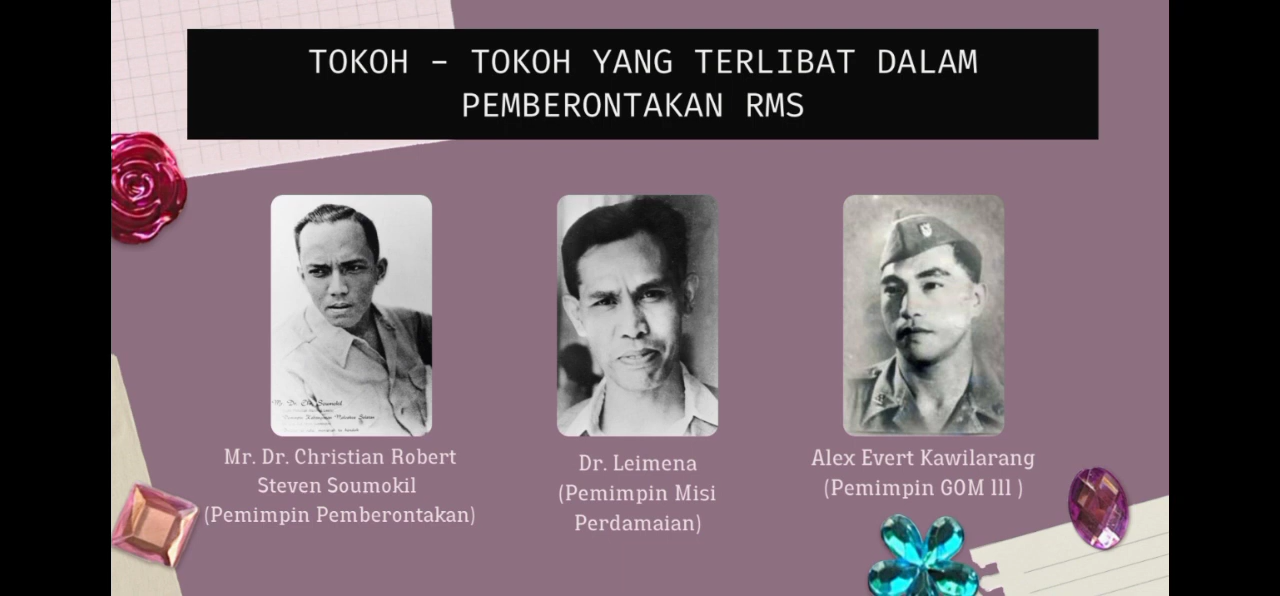 TOKOH – TOKOH YANG TERLIBAT DALAM
PEMBERONTAKAN RMS
Mr. Dr. Christian Robert
Steven Soumokil
(Pemimpin Pemberontakan)
Dr. Leimena
(Pemimpin Misi
Perdamaian)
Alex Evert Kawilarang
(Pemimpin GOM lll )